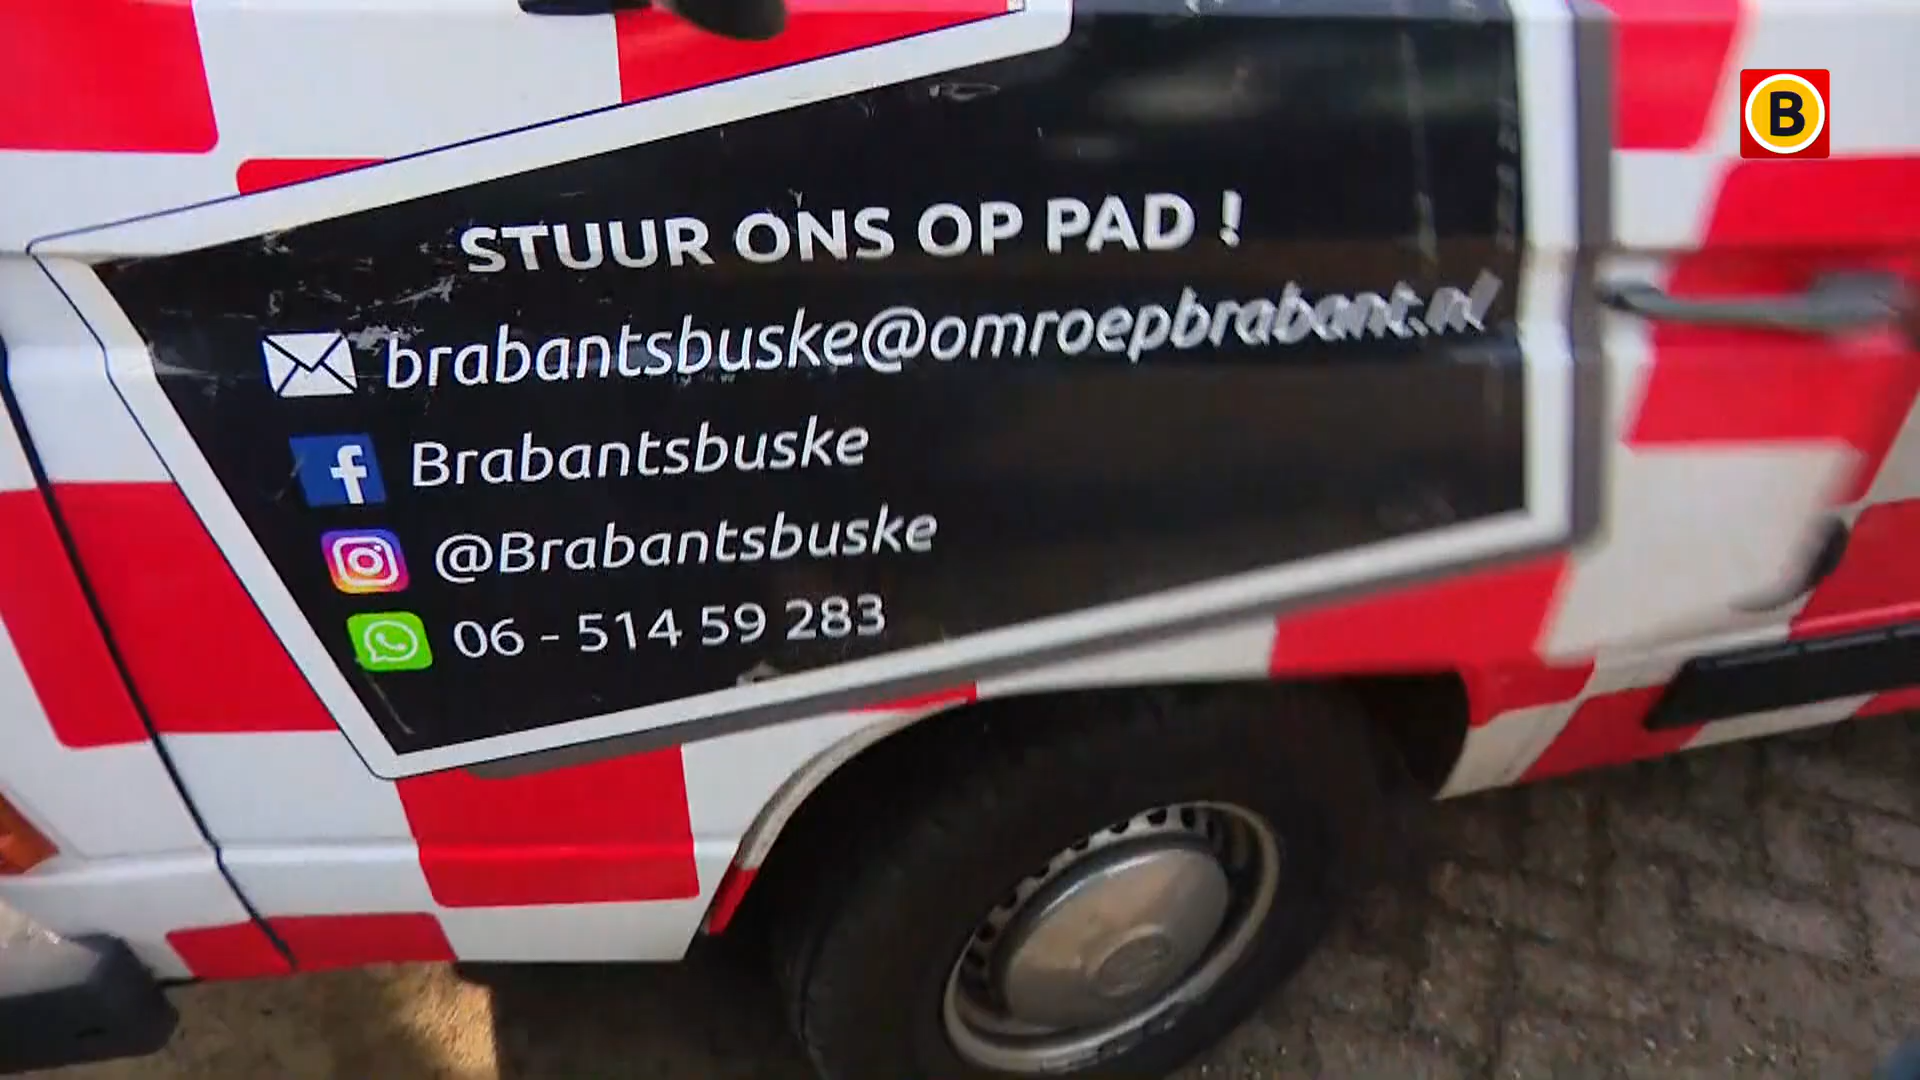 B
STUUR ONS OP PAD !
brabantsbuske@omroepbrabant.nl
Brabantsbuske
@Brabantsbuske
06 - 514 59 283